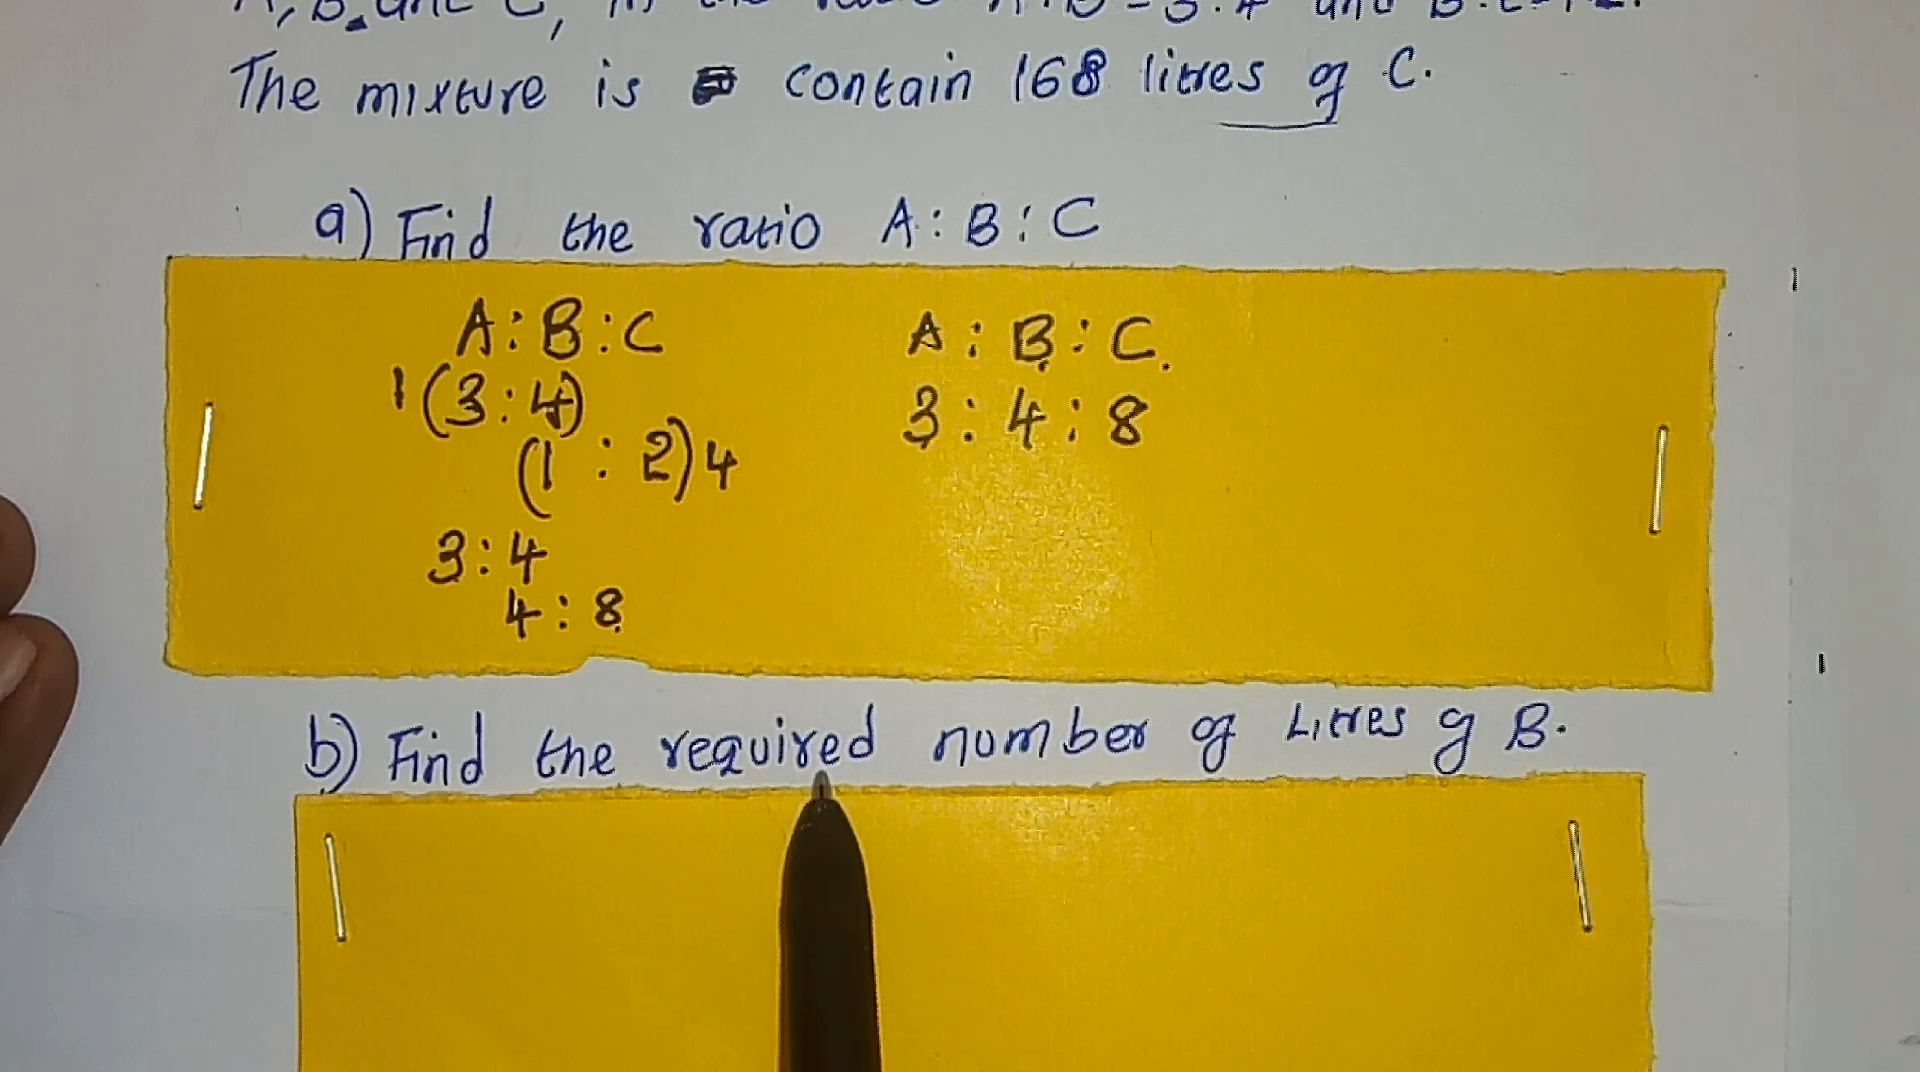 The mixture is contain 168 litres of C.
a) Find the ratio A : B : C
A : B : C
1(3 : 4)
(1 : 2)4
3 : 4
4 : 8
A : B : C
3 : 4 : 8
b) Find the required number of Litres of B.